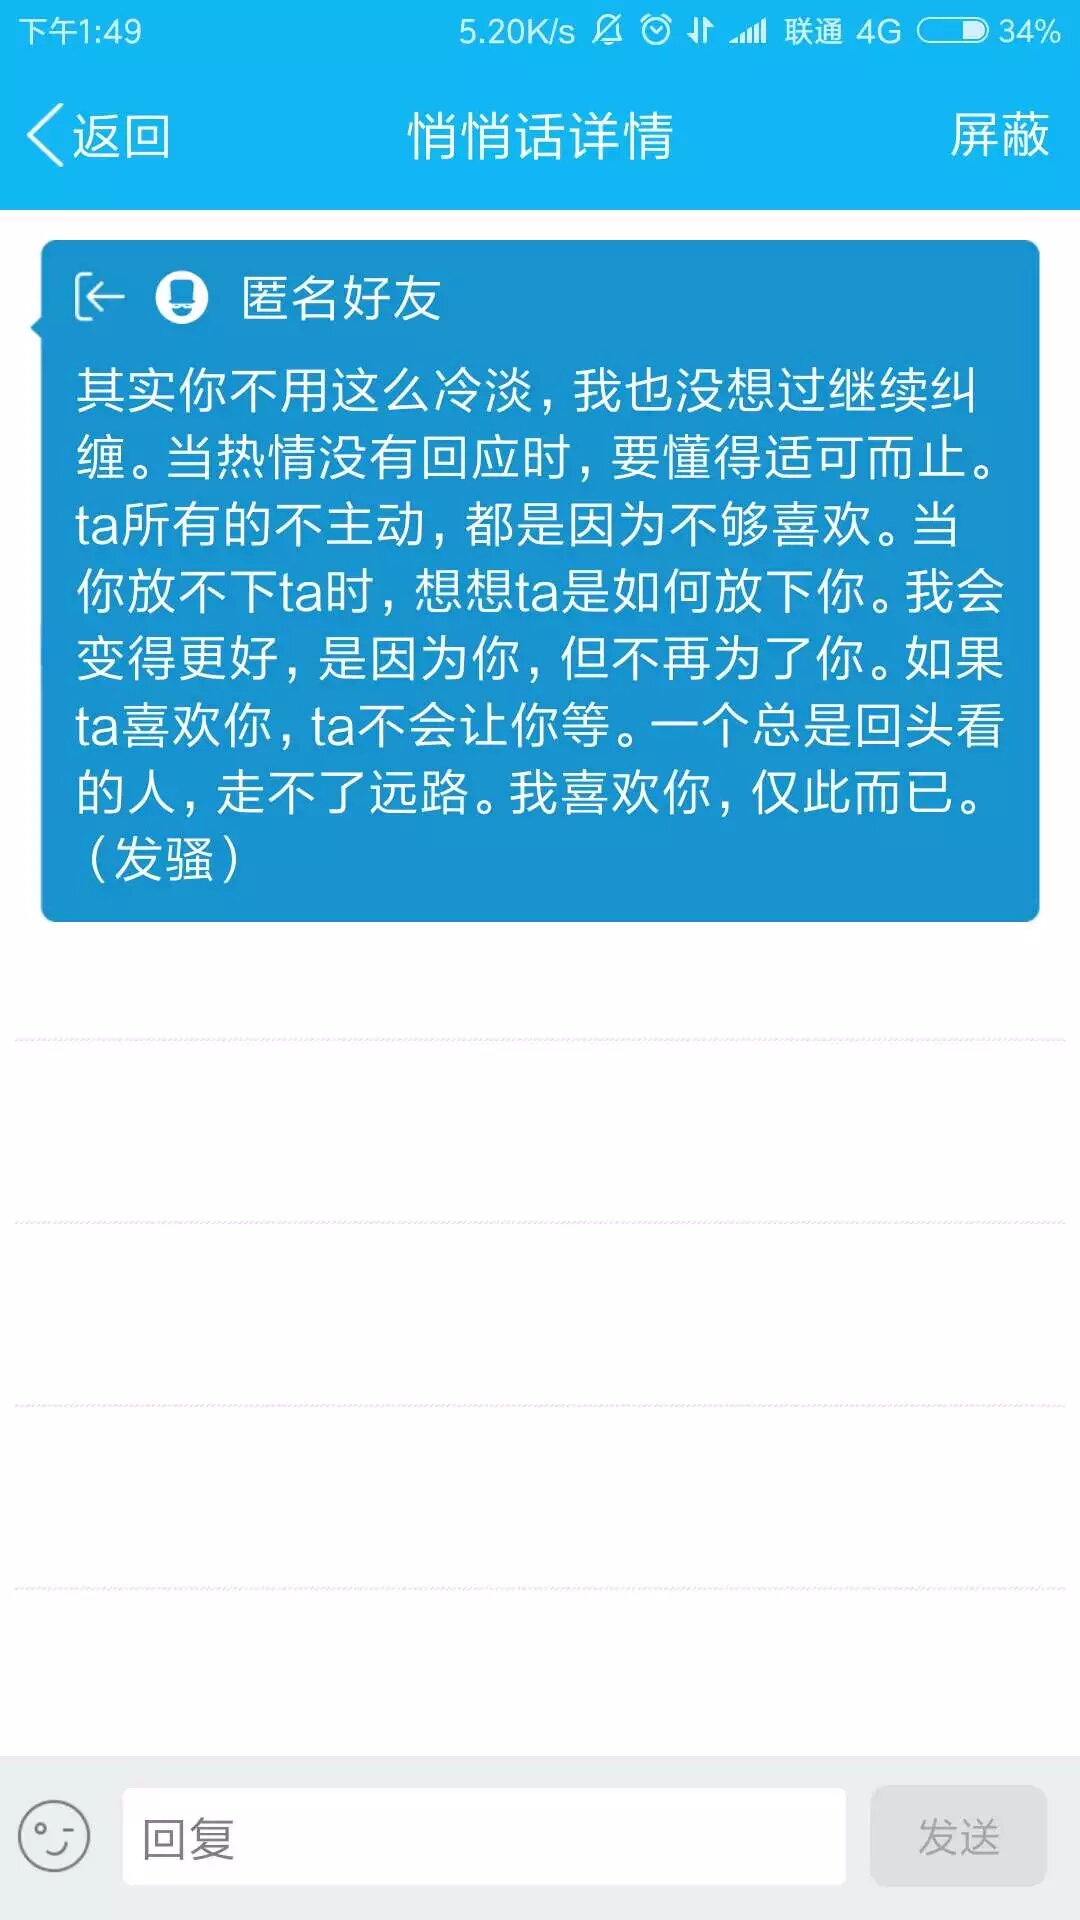 下午1:49 5.20K/s 联通 4G 34%
返回 悄悄话详情 屏蔽
匿名好友
其实你不用这么冷淡，我也没想过继续纠
缠。当热情没有回应时，要懂得适可而止。
ta所有的不主动，都是因为不够喜欢。当
你放不下ta时，想想ta是如何放下你。我会
变得更好，是因为你，但不再为了你。如果
ta喜欢你，ta不会让你等。一个总是回头看
的人，走不了远路。我喜欢你，仅此而已。
（发骚）
回复 发送